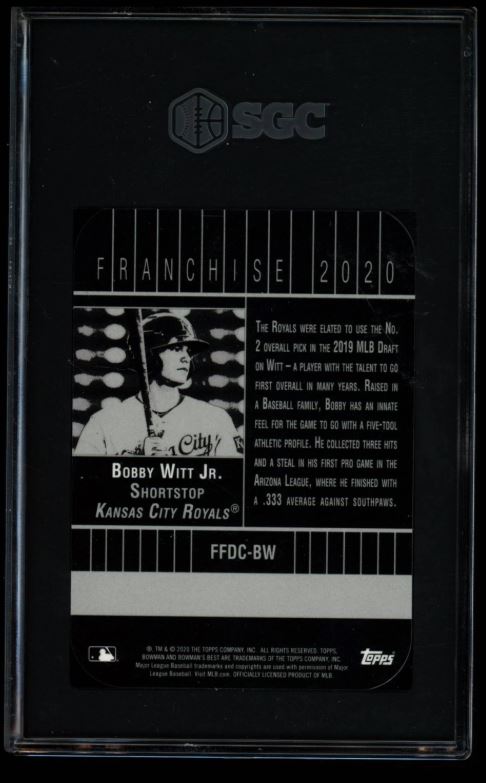 SGC
FRANCHISE 2020
THE ROYALS WERE ELATED TO USE THE NO.
2 OVERALL PICK IN THE 2019 MLB DRAFT
ON WITT – A PLAYER WITH THE TALENT TO GO
FIRST OVERALL IN MANY YEARS. RAISED IN
A BASEBALL FAMILY, BOBBY HAS AN INNATE
FEEL FOR THE GAME TO GO WITH A FIVE-TOOL
ATHLETIC PROFILE. HE COLLECTED THREE HITS
AND A STEAL IN HIS FIRST PRO GAME IN THE
ARIZONA LEAGUE, WHERE HE FINISHED WITH
A .333 AVERAGE AGAINST SOUTHPAWS.
City
BOBBY WITT JR.
SHORTSTOP
KANSAS CITY ROYALS®
FFDC-BW
®, TM & © 2020 THE TOPPS COMPANY, INC. ALL RIGHTS RESERVED. TOPPS,
BOWMAN AND BOWMAN'S BEST ARE TRADEMARKS OF THE TOPPS COMPANY, INC.
Major League Baseball trademarks and copyrights are used with permission of Major
League Baseball. Visit MLB.com. OFFICIALLY LICENSED PRODUCT OF MLB.
topps